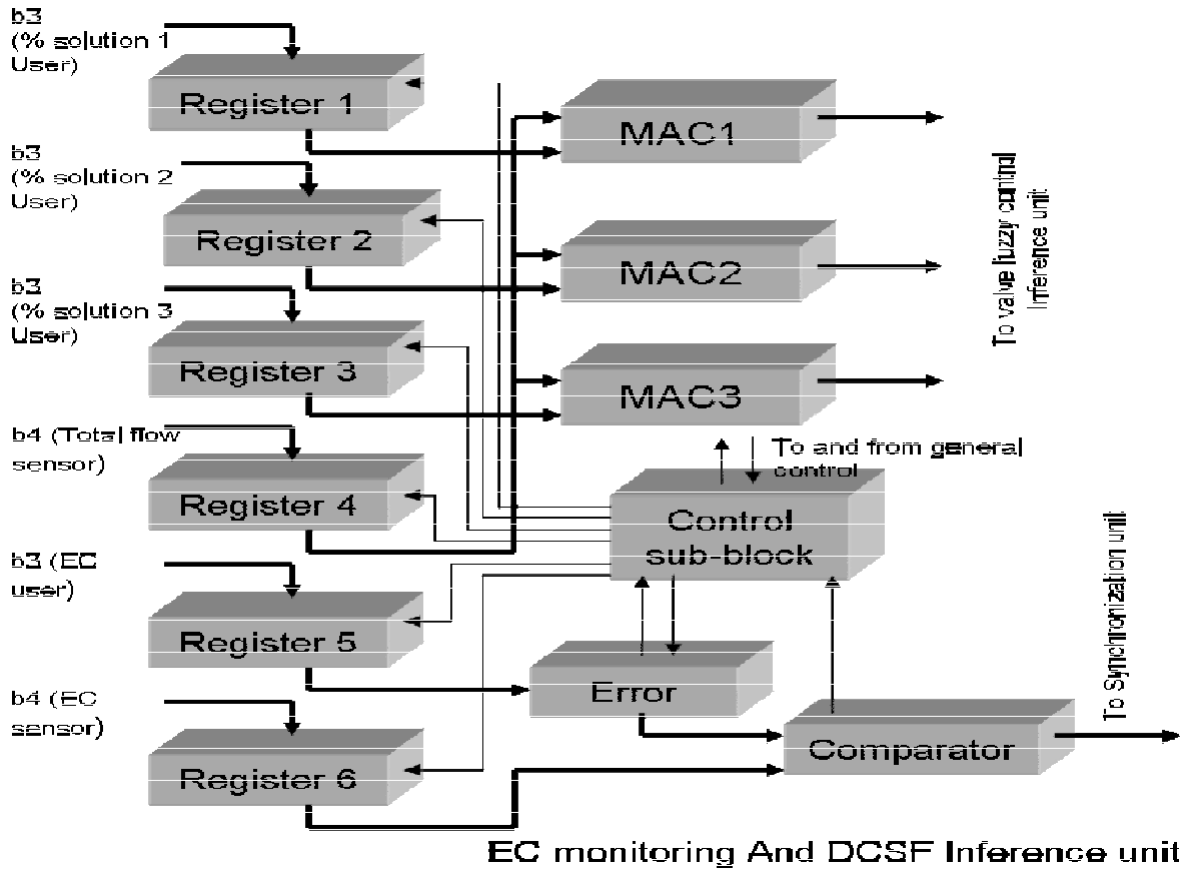 b3
(% solution 1
User)
Register 1
MAC1
b3
(% solution 2
User)
Register 2
MAC2
b3
(% solution 3
User)
Register 3
MAC3
To valve fuzzy control
Inference unit
b4 (Total flow
sensor)
Register 4
To and from general
control
Control
sub-block
b3 (EC
user)
Register 5
Error
b4 (EC
sensor)
Register 6
Comparator
To Synchronization unit
EC monitoring And DCSF Inference unit